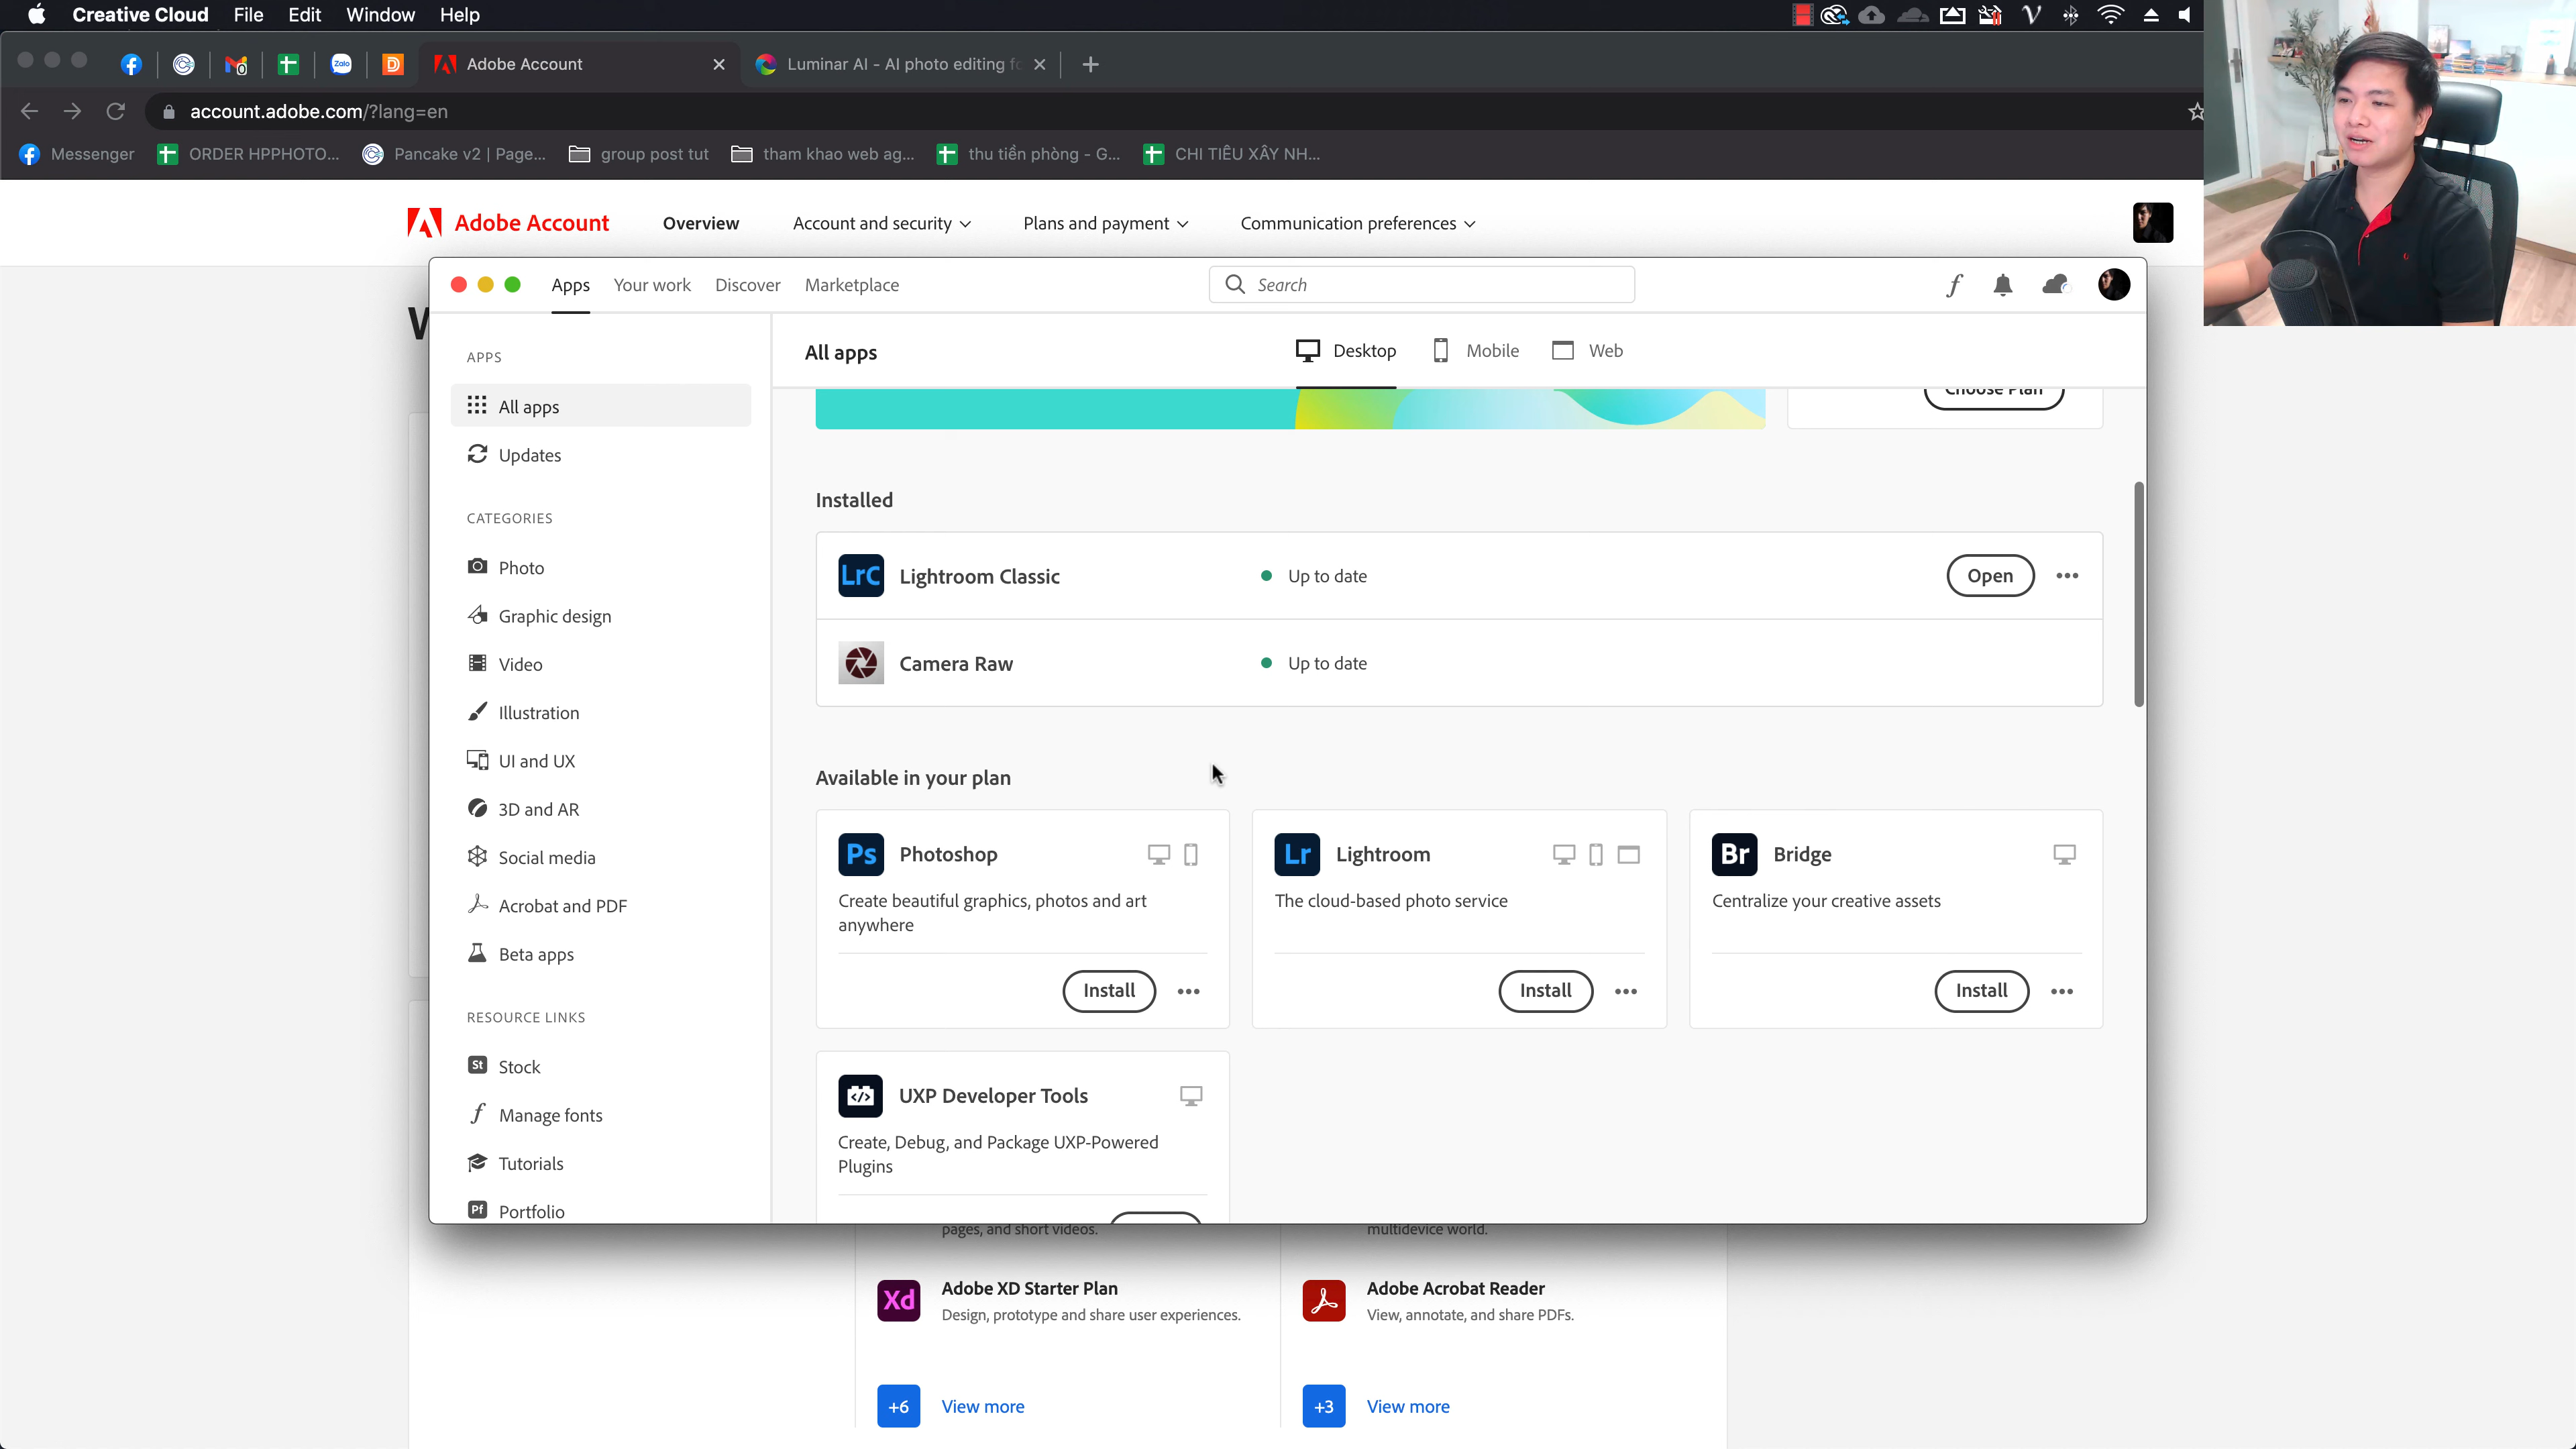 Creative Cloud File Edit Window Help
Adobe Account
Luminar AI - AI photo editing fo
account.adobe.com/?lang=en
Messenger
ORDER HPPHOTO...
Pancake v2 | Page...
group post tut
tham khao web ag...
thu tiền phòng - G...
CHI TIÊU XÂY NH...
Adobe Account
Overview
Account and security
Plans and payment
Communication preferences
Apps
Your work
Discover
Marketplace
Search
APPS
All apps
Updates
CATEGORIES
Photo
Graphic design
Video
Illustration
UI and UX
3D and AR
Social media
Acrobat and PDF
Beta apps
RESOURCE LINKS
St Stock
Manage fonts
Tutorials
Pf Portfolio
All apps
Desktop
Mobile
Web
Choose Plan
Installed
LrC Lightroom Classic
Up to date
Open
Camera Raw
Up to date
Available in your plan
Ps Photoshop
Create beautiful graphics, photos and art
anywhere
Install
Lr Lightroom
The cloud-based photo service
Install
Br Bridge
Centralize your creative assets
Install
UXP Developer Tools
Create, Debug, and Package UXP-Powered
Plugins
pages, and short videos.
multidevice world.
Xd Adobe XD Starter Plan
Design, prototype and share user experiences.
Adobe Acrobat Reader
View, annotate, and share PDFs.
+6 View more
+3 View more